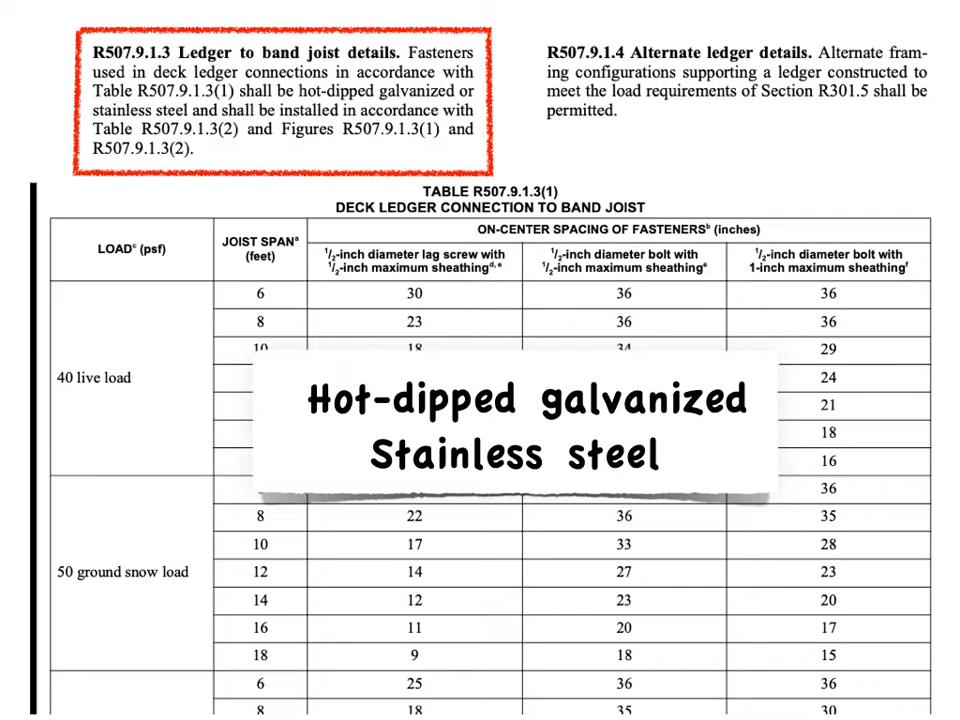 R507.9.1.3 Ledger to band joist details. Fasteners
used in deck ledger connections in accordance with
Table R507.9.1.3(1) shall be hot-dipped galvanized or
stainless steel and shall be installed in accordance with
Table R507.9.1.3(2) and Figures R507.9.1.3(1) and
R507.9.1.3(2).
R507.9.1.4 Alternate ledger details. Alternate fram-
ing configurations supporting a ledger constructed to
meet the load requirements of Section R301.5 shall be
permitted.
TABLE R507.9.1.3(1)
DECK LEDGER CONNECTION TO BAND JOIST
LOADᶜ (psf)
JOIST SPANᵃ
(feet)
ON-CENTER SPACING OF FASTENERSᵇ (inches)
1/2-inch diameter lag screw with
1/2-inch maximum sheathingᵈ,ᵉ
1/2-inch diameter bolt with
1/2-inch maximum sheathingᵉ
1/2-inch diameter bolt with
1-inch maximum sheathingᶠ
40 live load
6 30 36 36
8 23 36 36
10 18 34 29
24
21
18
16
Hot-dipped galvanized
Stainless steel
50 ground snow load
36
8 22 36 35
10 17 33 28
12 14 27 23
14 12 23 20
16 11 20 17
18 9 18 15
6 25 36 36
8 18 35 30